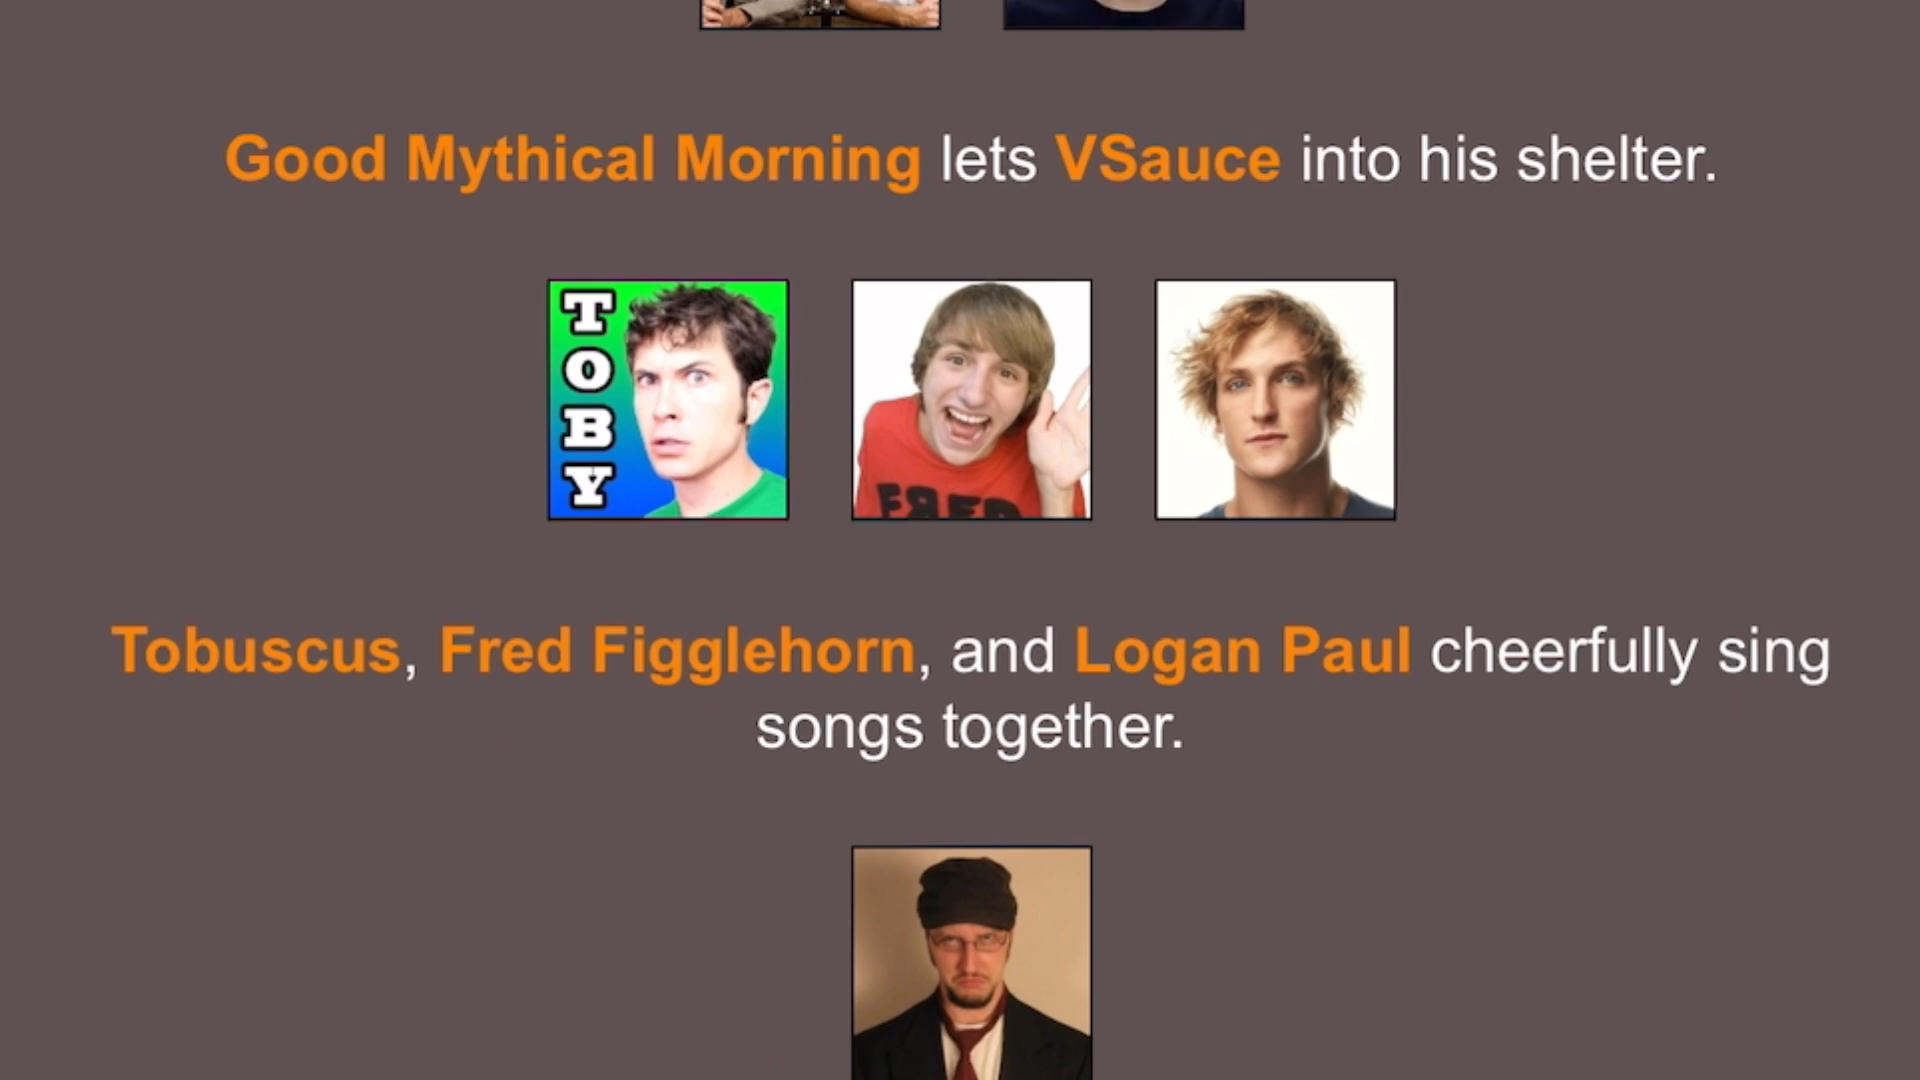 Good Mythical Morning lets VSauce into his shelter.
TOBY
FRED
Tobuscus, Fred Figglehorn, and Logan Paul cheerfully sing
songs together.